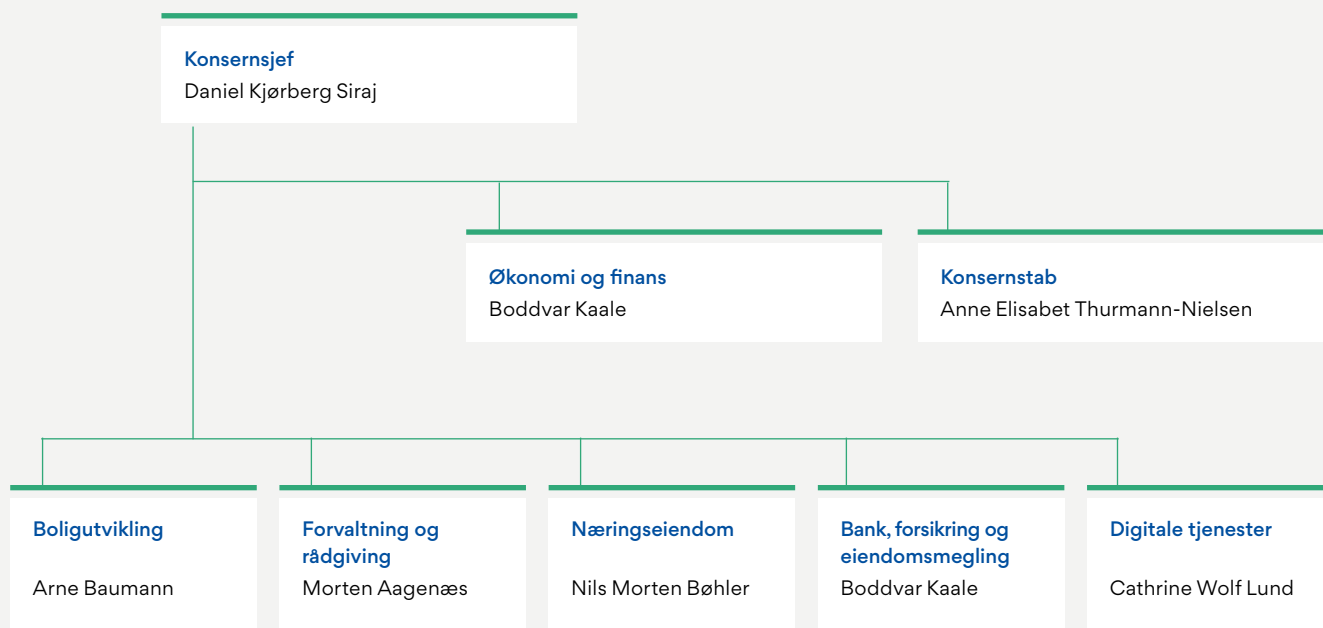 Konsernsjef
Daniel Kjørberg Siraj
Økonomi og finans
Boddvar Kaale
Konsernstab
Anne Elisabet Thurmann-Nielsen
Boligutvikling
Arne Baumann
Forvaltning og
rådgiving
Morten Aagenæs
Næringseiendom
Nils Morten Bøhler
Bank, forsikring og
eiendomsmegling
Boddvar Kaale
Digitale tjenester
Cathrine Wolf Lund